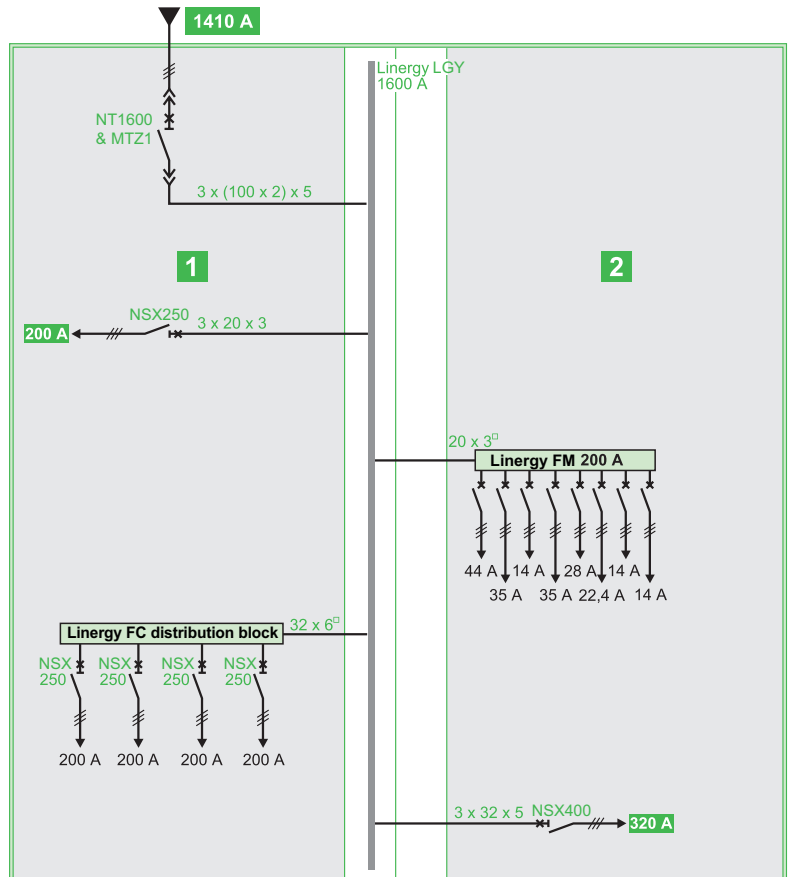 1410 A
Linergy LGY
1600 A
NT1600
& MTZ1
3 x (100 x 2) x 5
1
2
NSX250
200 A
3 x 20 x 3
20 x 3□
Linergy FM 200 A
44 A
14 A
28 A
14 A
35 A
35 A
22,4 A
14 A
32 x 6□
Linergy FC distribution block
NSX
250
NSX
250
NSX
250
NSX
250
200 A
200 A
200 A
200 A
3 x 32 x 5
NSX400
320 A